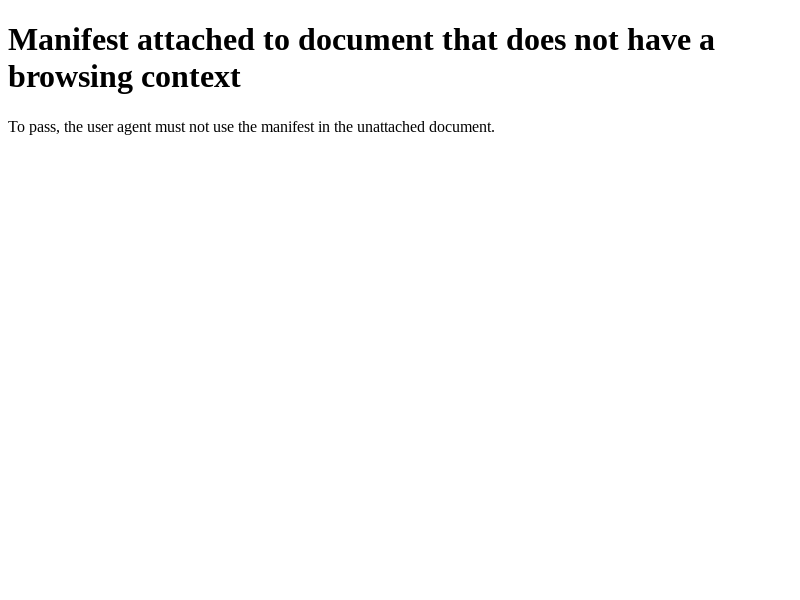 Manifest attached to document that does not have a
browsing context
To pass, the user agent must not use the manifest in the unattached document.